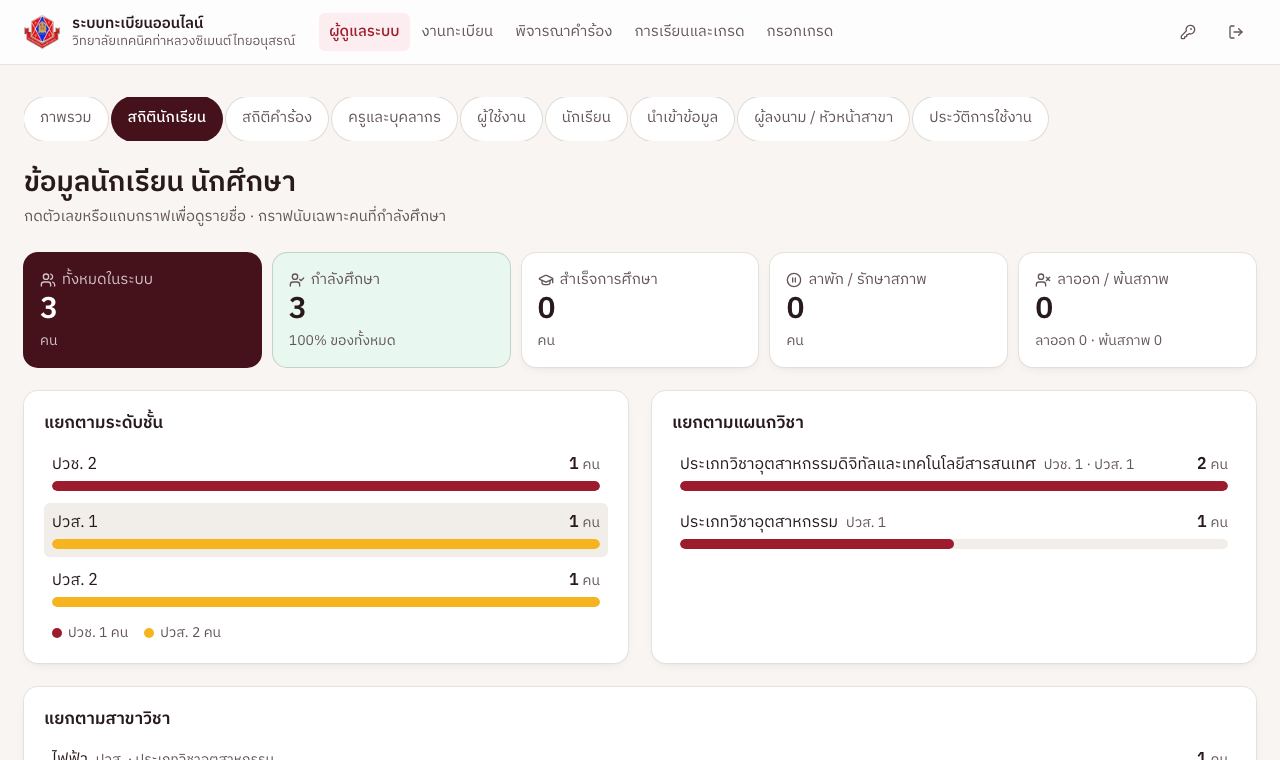 ระบบทะเบียนออนไลน์
วิทยาลัยเทคนิคท่าหลวงซิเมนต์ไทยอนุสรณ์
ผู้ดูแลระบบ งานทะเบียน พิจารณาคำร้อง การเรียนและเกรด กรอกเกรด
ภาพรวม สถิตินักเรียน สถิติคำร้อง ครูและบุคลากร ผู้ใช้งาน นักเรียน นำเข้าข้อมูล ผู้ลงนาม / หัวหน้าสาขา ประวัติการใช้งาน
ข้อมูลนักเรียน นักศึกษา
กดตัวเลขหรือแถบกราฟเพื่อดูรายชื่อ · กราฟนับเฉพาะคนที่กำลังศึกษา
ทั้งหมดในระบบ
3
คน
กำลังศึกษา
3
100% ของทั้งหมด
สำเร็จการศึกษา
0
คน
ลาพัก / รักษาสภาพ
0
คน
ลาออก / พ้นสภาพ
0
ลาออก 0 · พ้นสภาพ 0
แยกตามระดับชั้น
ปวช. 2 1 คน
ปวส. 1 1 คน
ปวส. 2 1 คน
ปวช. 1 คน ปวส. 2 คน
แยกตามแผนกวิชา
ประเภทวิชาอุตสาหกรรมดิจิทัลและเทคโนโลยีสารสนเทศ ปวช. 1 · ปวส. 1 2 คน
ประเภทวิชาอุตสาหกรรม ปวส. 1 1 คน
แยกตามสาขาวิชา
ไฟฟ้า ปวส. · ประเภทวิชาอุตสาหกรรม 1 คน